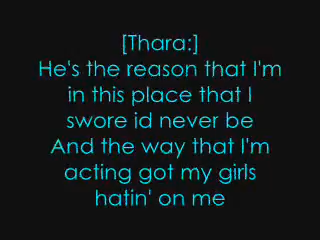 [Thara:]
He's the reason that I'm
in this place that I
swore id never be
And the way that I'm
acting got my girls
hatin' on me